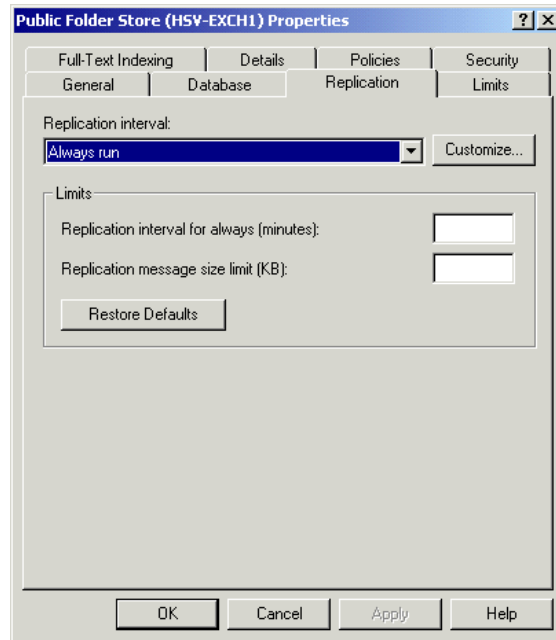 Public Folder Store (HSV-EXCH1) Properties
Full-Text Indexing Details Policies Security
General Database Replication Limits
Replication interval:
Always run Customize...
Limits
Replication interval for always (minutes):
Replication message size limit (KB):
Restore Defaults
OK Cancel Apply Help